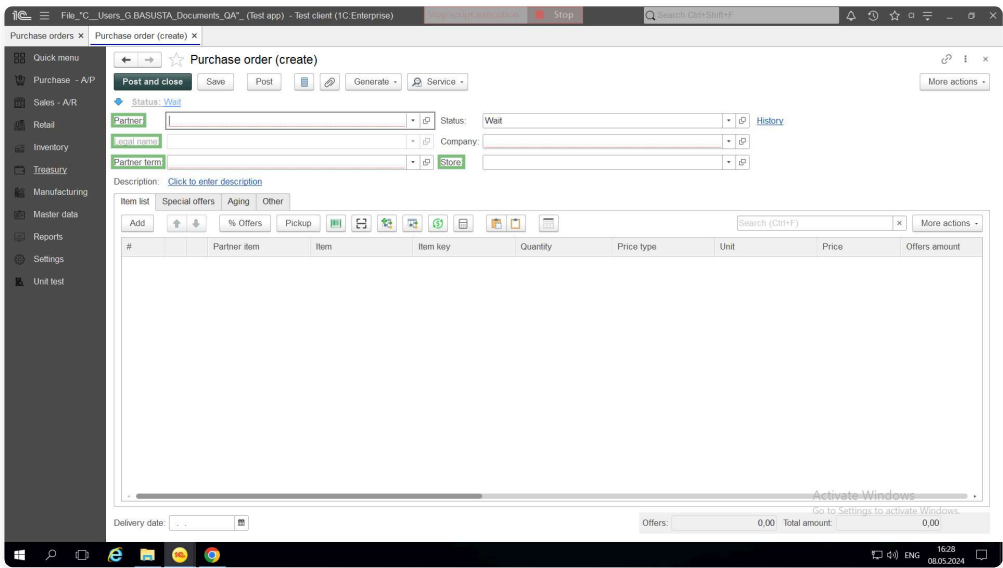 File_"C__Users_G.BASUSTA_Documents_QA"_ (Test app) - Test client (1C:Enterprise)
Stop
Search Ctrl+Shift+F
Purchase orders ×
Purchase order (create) ×
Quick menu
Purchase - A/P
Sales - A/R
Retail
Inventory
Treasury
Manufacturing
Master data
Reports
Settings
Unit test
Purchase order (create)
Post and close
Save
Post
Generate
Service
More actions
Status: Wait
Partner:
Status:
Wait
History
Legal name:
Company:
Partner term:
Store:
Description:
Click to enter description
Item list
Special offers
Aging
Other
Add
% Offers
Pickup
Search (Ctrl+F)
×
More actions
#
Partner item
Item
Item key
Quantity
Price type
Unit
Price
Offers amount
Activate Windows
Go to Settings to activate Windows.
Delivery date:
. .
Offers:
0,00
Total amount:
0,00
ENG
16:28
08.05.2024